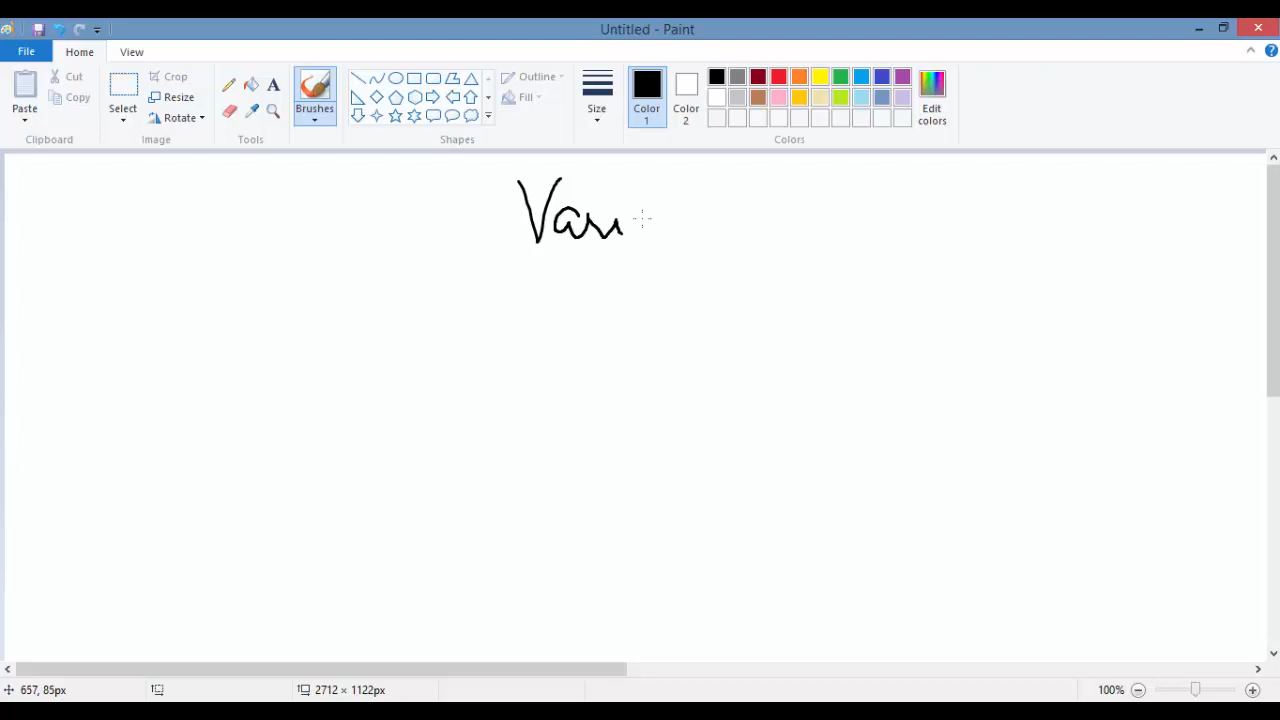 Untitled - Paint
File
Home
View
Paste
Cut
Copy
Clipboard
Select
Crop
Resize
Rotate
Image
Tools
Brushes
Shapes
Outline
Fill
Size
Color 1
Color 2
Edit colors
Colors
657, 85px
2712 × 1122px
100%